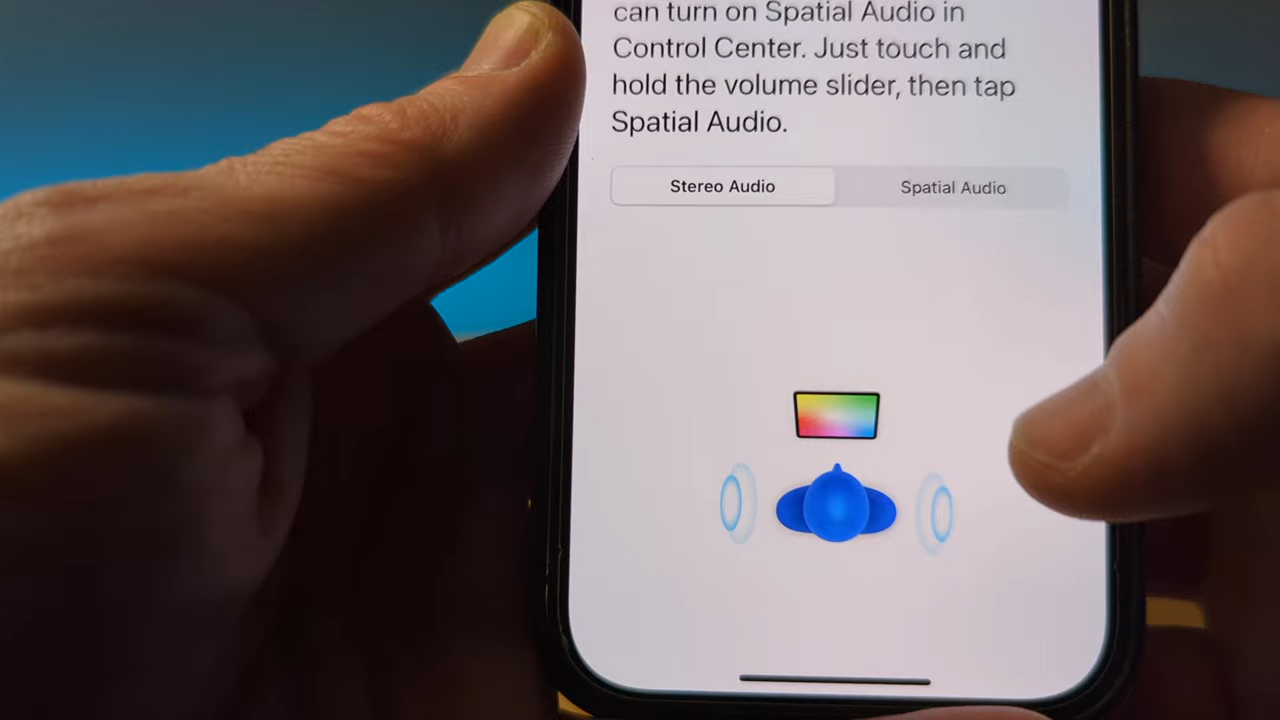 can turn on Spatial Audio in
Control Center. Just touch and
hold the volume slider, then tap
Spatial Audio.
Stereo Audio Spatial Audio